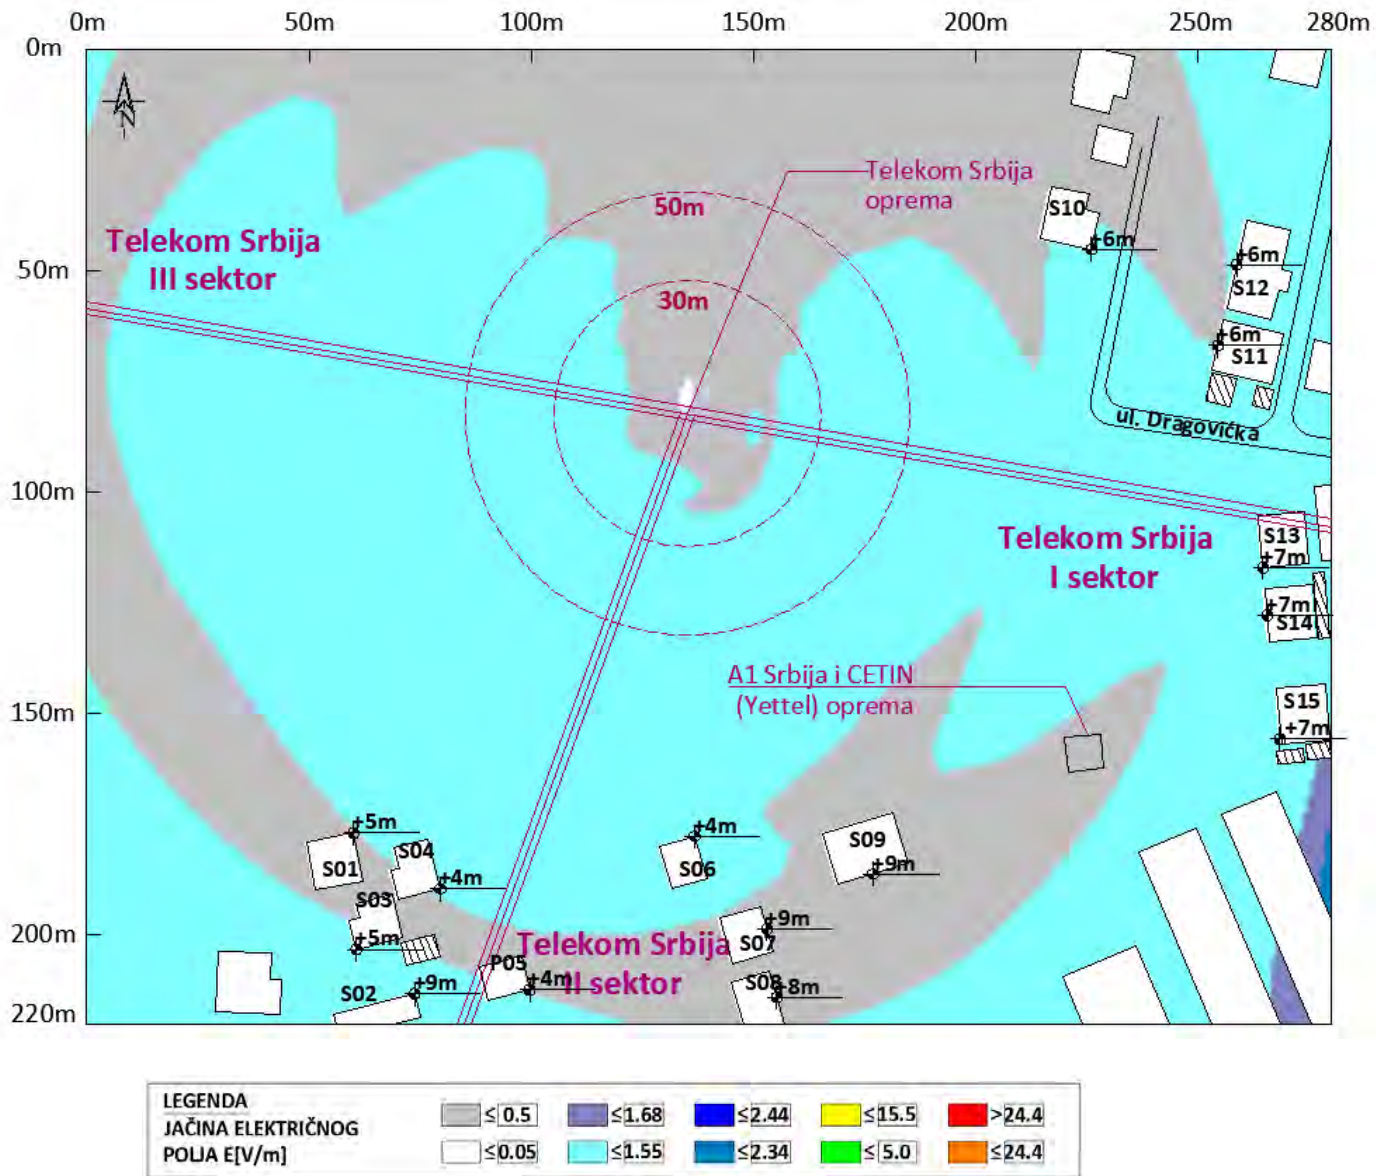 0m 50m 100m 150m 200m 250m 280m
0m
N
Telekom Srbija
oprema
50m
S10
+6m
Telekom Srbija
III sektor
50m
+6m
S12
30m
+6m
S11
ul. Dragovićka
100m
Telekom Srbija
I sektor
S13
+7m
+7m
S14
A1 Srbija i CETIN
(Yettel) oprema
150m
S15
+7m
+5m
S01
S04
+4m
+4m
S06
S09
+9m
S03
+5m
+9m
S07
200m
Telekom Srbija
II sektor
P05
+4m
S08
+8m
S02
+9m
220m
LEGENDA
JAČINA ELEKTRIČNOG
POLJA E[V/m]
≤ 0.5 ≤1.68 ≤2.44 ≤15.5 >24.4
≤0.05 ≤1.55 ≤2.34 ≤ 5.0 ≤24.4